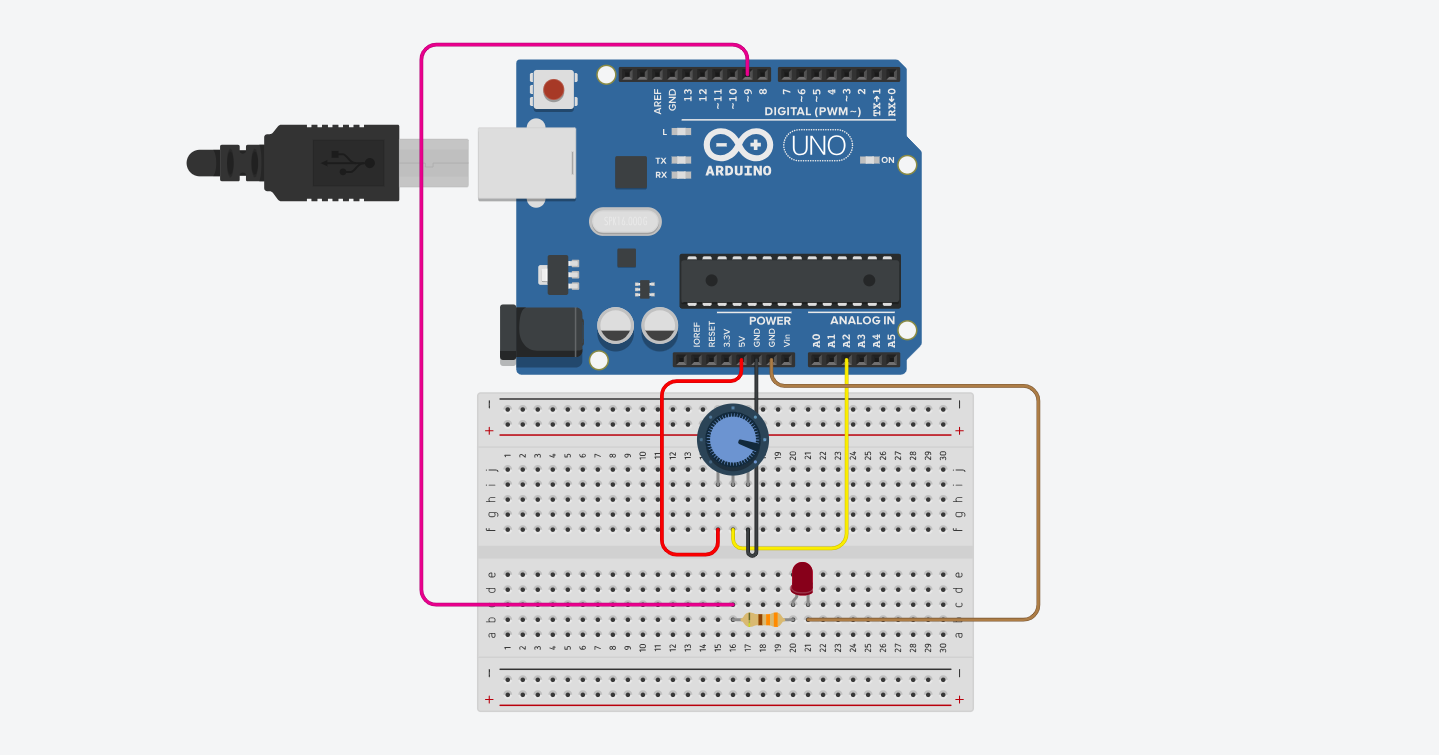 AREF
GND
13
12
~11
~10
~9
8
7
~6
~5
4
~3
2
TX→1
RX←0
DIGITAL (PWM~)
L
TX
RX
UNO
ON
ARDUINO
POWER
ANALOG IN
IOREF
RESET
3.3V
5V
GND
GND
Vin
A0
A1
A2
A3
A4
A5
− −
+ +
1 2 3 4 5 6 7 8 9 10 11 12 13 19 20 21 22 23 24 25 26 27 28 29 30
j j
i i
h h
g g
f f
e e
d d
c c
b b
a a
1 2 3 4 5 6 7 8 9 10 11 12 13 14 15 16 17 18 19 20 21 22 23 24 25 26 27 28 29 30
− −
+ +